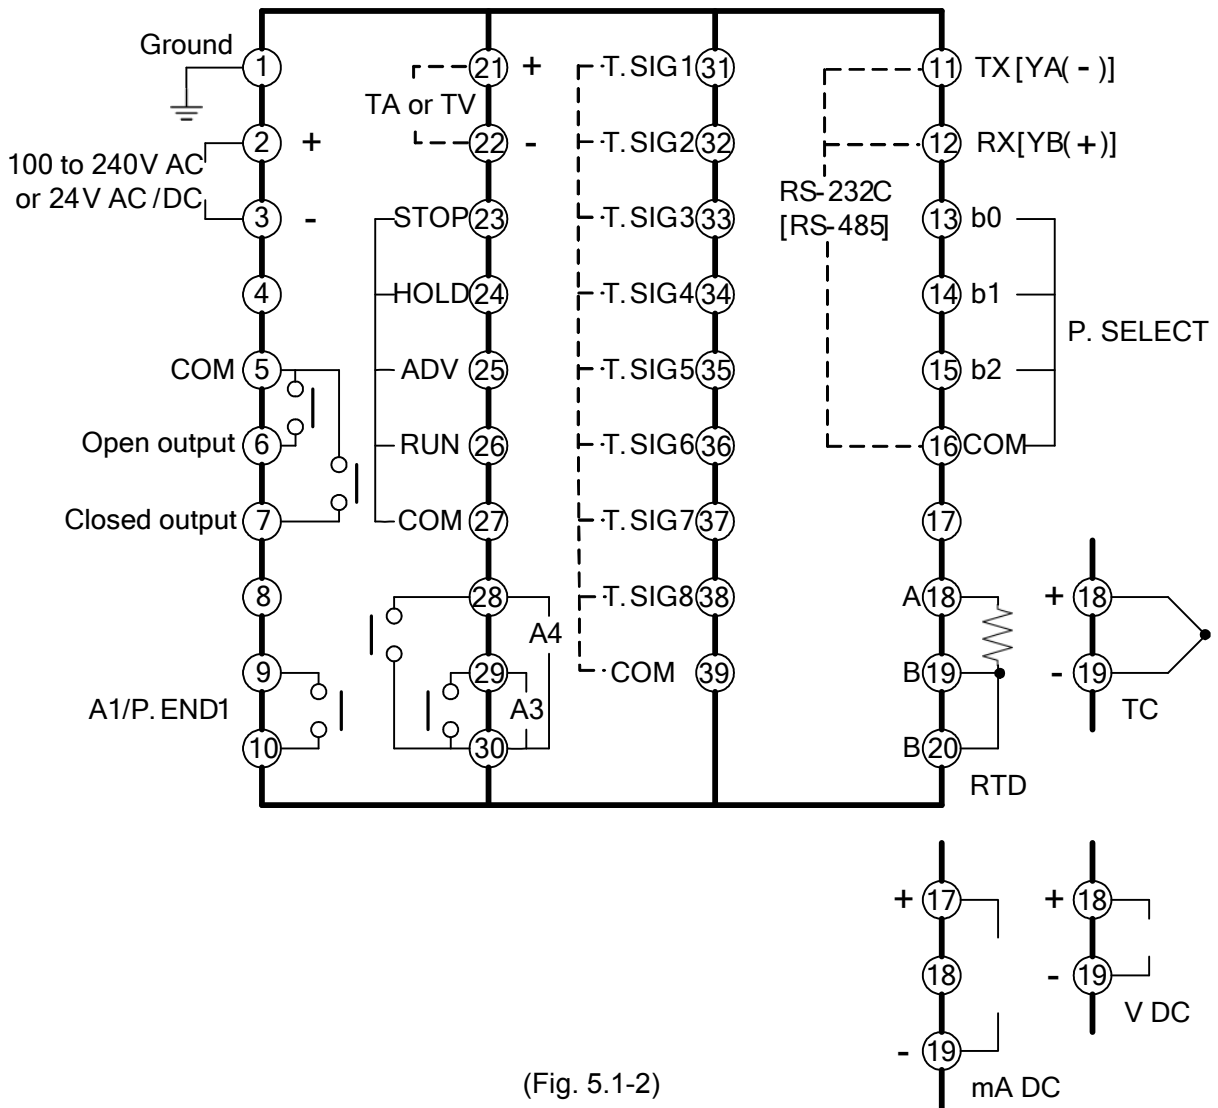 Ground
1
2
+
100 to 240V AC
or 24V AC/DC
3
-
4
COM
5
Open output
6
Closed output
7
8
9
A1/P. END1
10
21
+
TA or TV
22
-
STOP
23
HOLD
24
ADV
25
RUN
26
COM
27
28
A4
29
A3
30
T.SIG1
31
T.SIG2
32
T.SIG3
33
T.SIG4
34
T.SIG5
35
T.SIG6
36
T.SIG7
37
T.SIG8
38
COM
39
11
TX[YA(-)]
12
RX[YB(+)]
RS-232C
[RS-485]
13
b0
14
b1
P. SELECT
15
b2
16
COM
17
A
18
B
19
B
20
RTD
+
18
-
19
TC
+
17
18
-
19
mA DC
+
18
-
19
V DC
(Fig. 5.1-2)